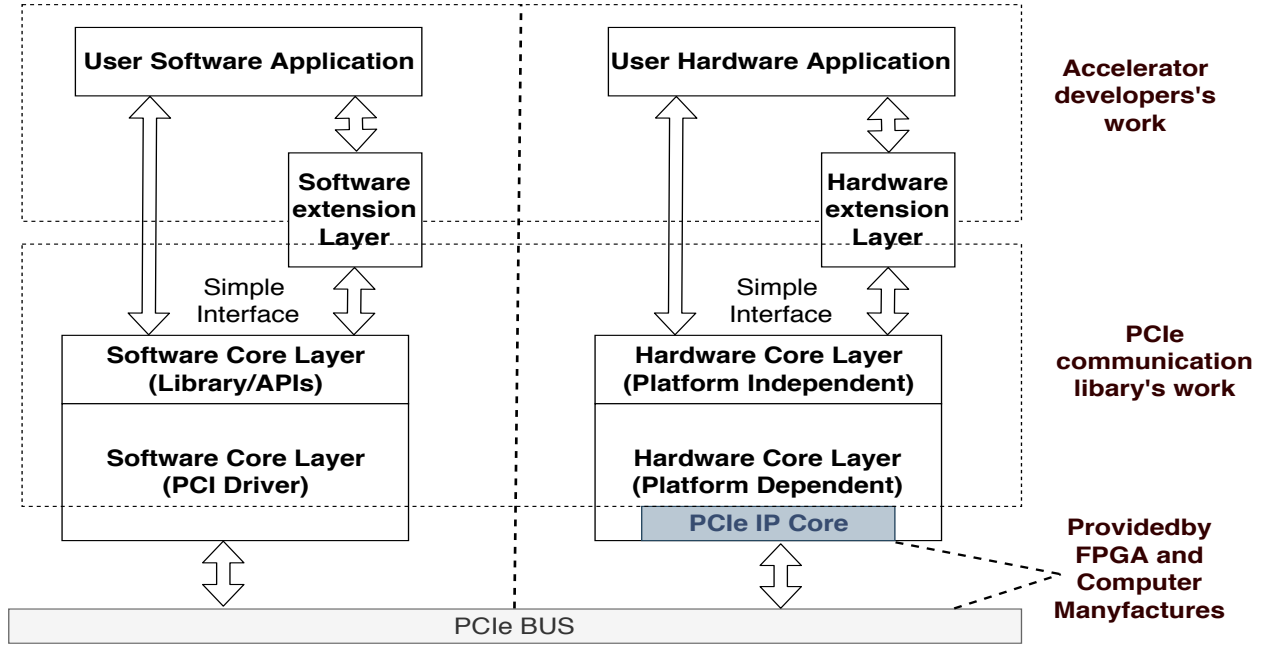 User Software Application
User Hardware Application
Accelerator
developers's
work
Software
extension
Layer
Hardware
extension
Layer
Simple
Interface
Simple
Interface
Software Core Layer
(Library/APIs)
Hardware Core Layer
(Platform Independent)
PCIe
communication
libary's work
Software Core Layer
(PCI Driver)
Hardware Core Layer
(Platform Dependent)
PCIe IP Core
Providedby
FPGA and
Computer
Manyfactures
PCIe BUS